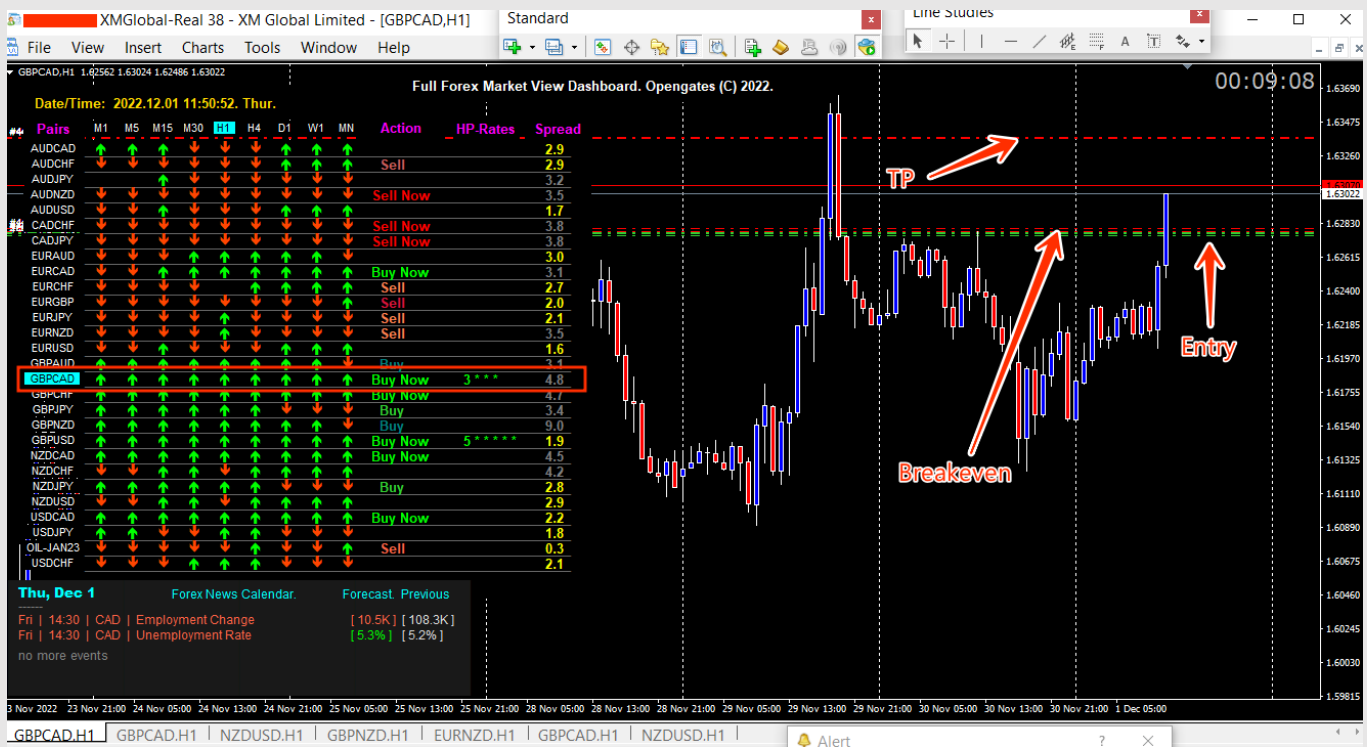 XMGlobal-Real 38 - XM Global Limited - [GBPCAD,H1]
Standard
Line Studies
File View Insert Charts Tools Window Help
GBPCAD,H1 1.62562 1.63024 1.62486 1.63022
00:09:08
Full Forex Market View Dashboard. Opengates (C) 2022.
Date/Time: 2022.12.01 11:50:52. Thur.
Pairs M1 M5 M15 M30 H1 H4 D1 W1 MN Action HP-Rates Spread
AUDCAD 2.9
AUDCHF Sell 2.9
AUDJPY 3.2
AUDNZD Sell Now 3.5
AUDUSD 1.7
CADCHF Sell Now 3.8
CADJPY Sell Now 3.8
EURAUD 3.0
EURCAD Buy Now 3.1
EURCHF Sell 2.7
EURGBP Sell 2.0
EURJPY Sell 2.1
EURNZD Sell 3.5
EURUSD 1.6
GBPAUD Buy 3.1
GBPCAD Buy Now 3 * * * 4.8
GBPCHF Buy Now 4.7
GBPJPY Buy 3.4
GBPNZD Buy 9.0
GBPUSD Buy Now 5 * * * * * 1.9
NZDCAD Buy Now 4.5
NZDCHF 4.2
NZDJPY Buy 2.8
NZDUSD 2.9
USDCAD Buy Now 2.2
USDJPY 1.8
OIL-JAN23 Sell 0.3
USDCHF 2.1
TP
Entry
Breakeven
1.63690
1.63475
1.63260
1.63022
1.62830
1.62615
1.62400
1.62185
1.61970
1.61755
1.61540
1.61325
1.61110
1.60890
1.60675
1.60460
1.60245
1.60030
1.59815
Thu, Dec 1 Forex News Calendar. Forecast. Previous
------
Fri | 14:30 | CAD | Employment Change [ 10.5K ] [ 108.3K ]
Fri | 14:30 | CAD | Unemployment Rate [ 5.3% ] [ 5.2% ]
no more events
3 Nov 2022 23 Nov 21:00 24 Nov 05:00 24 Nov 13:00 24 Nov 21:00 25 Nov 05:00 25 Nov 13:00 25 Nov 21:00 28 Nov 05:00 28 Nov 13:00 28 Nov 21:00 29 Nov 05:00 29 Nov 13:00 29 Nov 21:00 30 Nov 05:00 30 Nov 13:00 30 Nov 21:00 1 Dec 05:00
GBPCAD,H1 GBPCAD,H1 NZDUSD,H1 GBPNZD,H1 EURNZD,H1 GBPCAD,H1 NZDUSD,H1
Alert